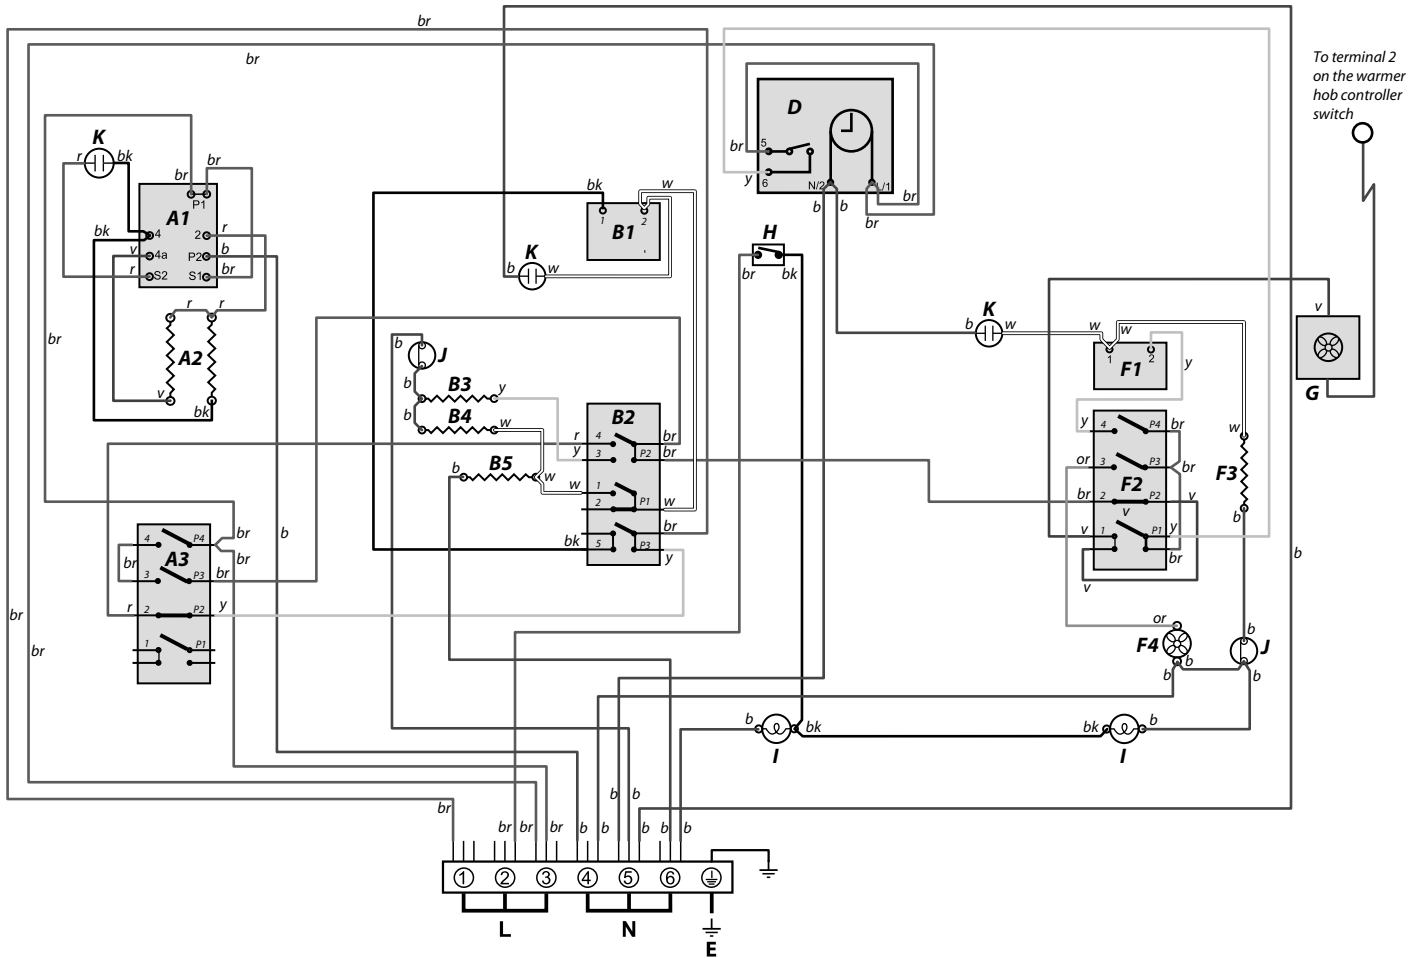 br
br
To terminal 2
on the warmer
hob controller
switch
K
r
bk
br
br
P1
A1
bk
4
2
r
v
4a
P2
b
r
S2
S1
br
r
r
A2
v
bk
br
D
br
5
y
6
N/2
L/1
br
b
b
br
bk
w
1
2
B1
K
b
w
H
br
bk
K
b
w
w
w
1
2
F1
y
v
G
b
J
b
B3
y
b
B4
w
b
B5
w
w
B2
r
4
br
y
3
P2
br
1
P1
2
w
br
bk
5
P3
y
y
4
P4
br
or
3
P3
br
F2
br
2
P2
v
v
v
1
P1
y
br
v
w
F3
b
A3
4
P4
br
b
br
br
3
P3
br
r
2
P2
y
1
P1
br
br
b
or
F4
b
b
b
J
b
b
I
bk
bk
I
b
br
br
br
br
b
b
b
b
b
b
b
1
2
3
4
5
6
L
N
E